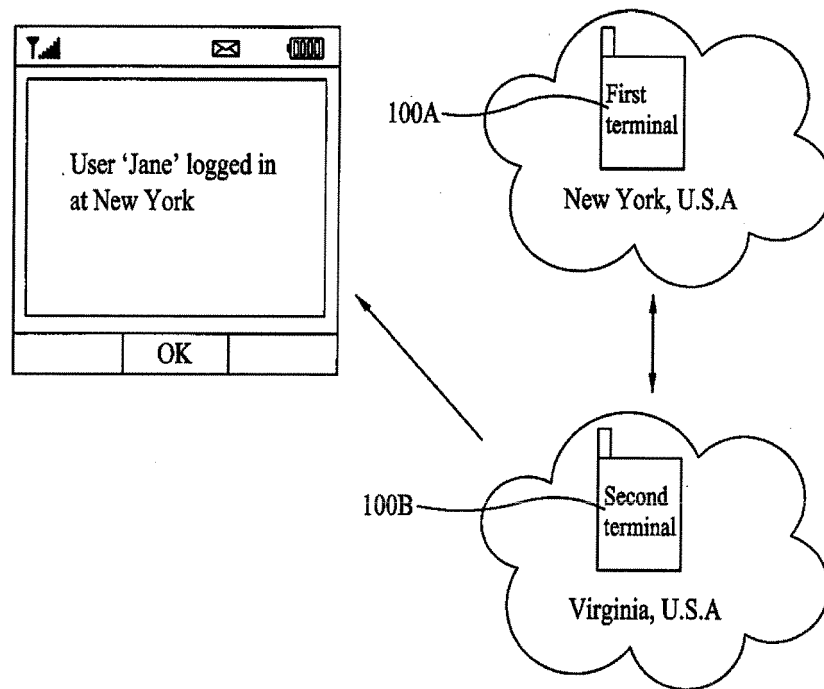 User 'Jane' logged in
at New York
OK
100A
First
terminal
New York, U.S.A
100B
Second
terminal
Virginia, U.S.A